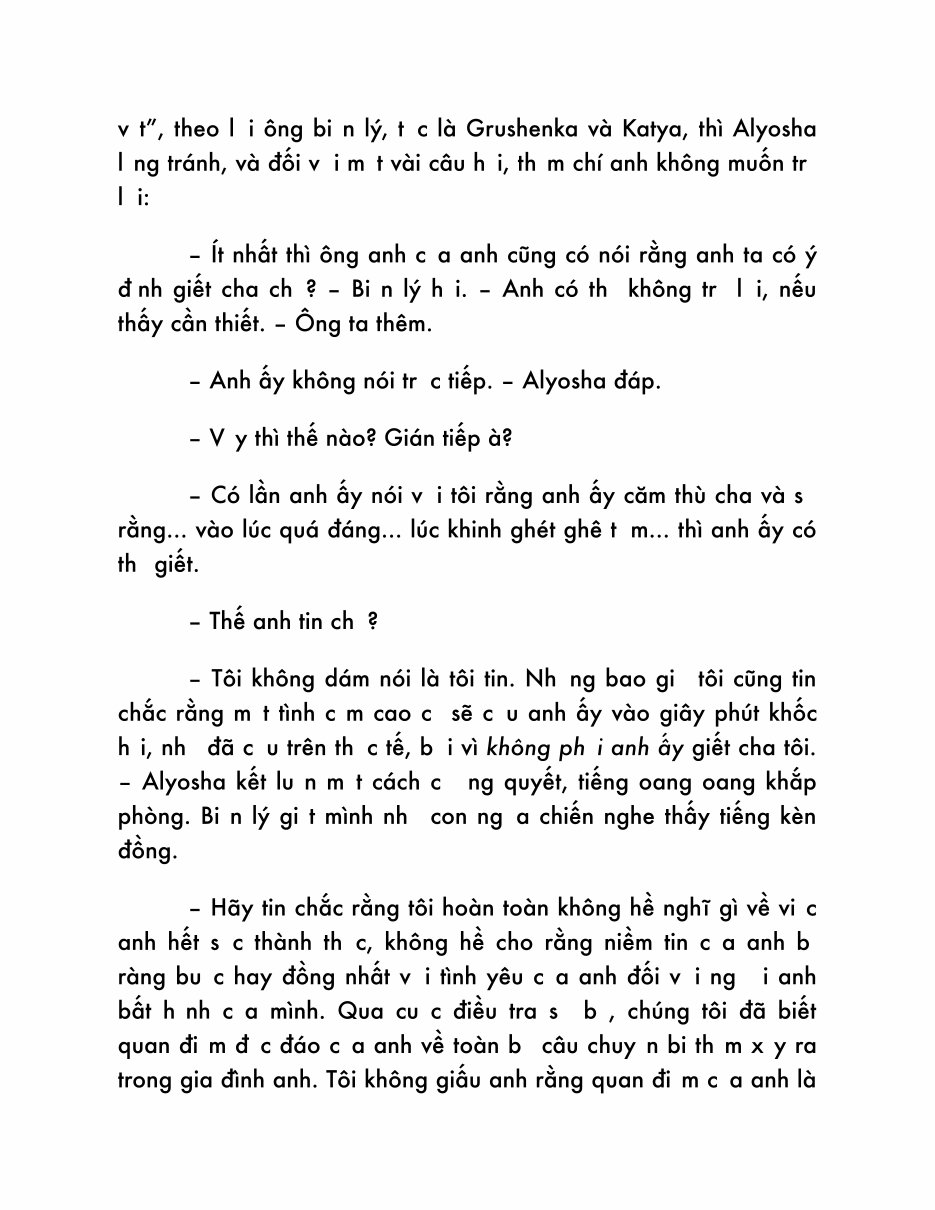 v t”, theo l i ông bi n lý, t c là Grushenka và Katya, thì Alyosha
l ng tránh, và đối v i m t vài câu h i, th m chí anh không muốn tr
l i:
– Ít nhất thì ông anh c a anh cũng có nói rằng anh ta có ý
đ nh giết cha ch ? – Bi n lý h i. – Anh có th không tr l i, nếu
thấy cần thiết. – Ông ta thêm.
– Anh ấy không nói tr c tiếp. – Alyosha đáp.
– V y thì thế nào? Gián tiếp à?
– Có lần anh ấy nói v i tôi rằng anh ấy căm thù cha và s
rằng... vào lúc quá đáng... lúc khinh ghét ghê t m... thì anh ấy có
th giết.
– Thế anh tin ch ?
– Tôi không dám nói là tôi tin. Nh ng bao gi tôi cũng tin
chắc rằng m t tình c m cao c sẽ c u anh ấy vào giây phút khốc
h i, nh đã c u trên th c tế, b i vì không ph i anh ấy giết cha tôi.
– Alyosha kết lu n m t cách c ng quyết, tiếng oang oang khắp
phòng. Bi n lý gi t mình nh con ng a chiến nghe thấy tiếng kèn
đồng.
– Hãy tin chắc rằng tôi hoàn toàn không hề nghĩ gì về vi c
anh hết s c thành th c, không hề cho rằng niềm tin c a anh b
ràng bu c hay đồng nhất v i tình yêu c a anh đối v i ng i anh
bất h nh c a mình. Qua cu c điều tra s b , chúng tôi đã biết
quan đi m đ c đáo c a anh về toàn b câu chuy n bi th m x y ra
trong gia đình anh. Tôi không giấu anh rằng quan đi m c a anh là